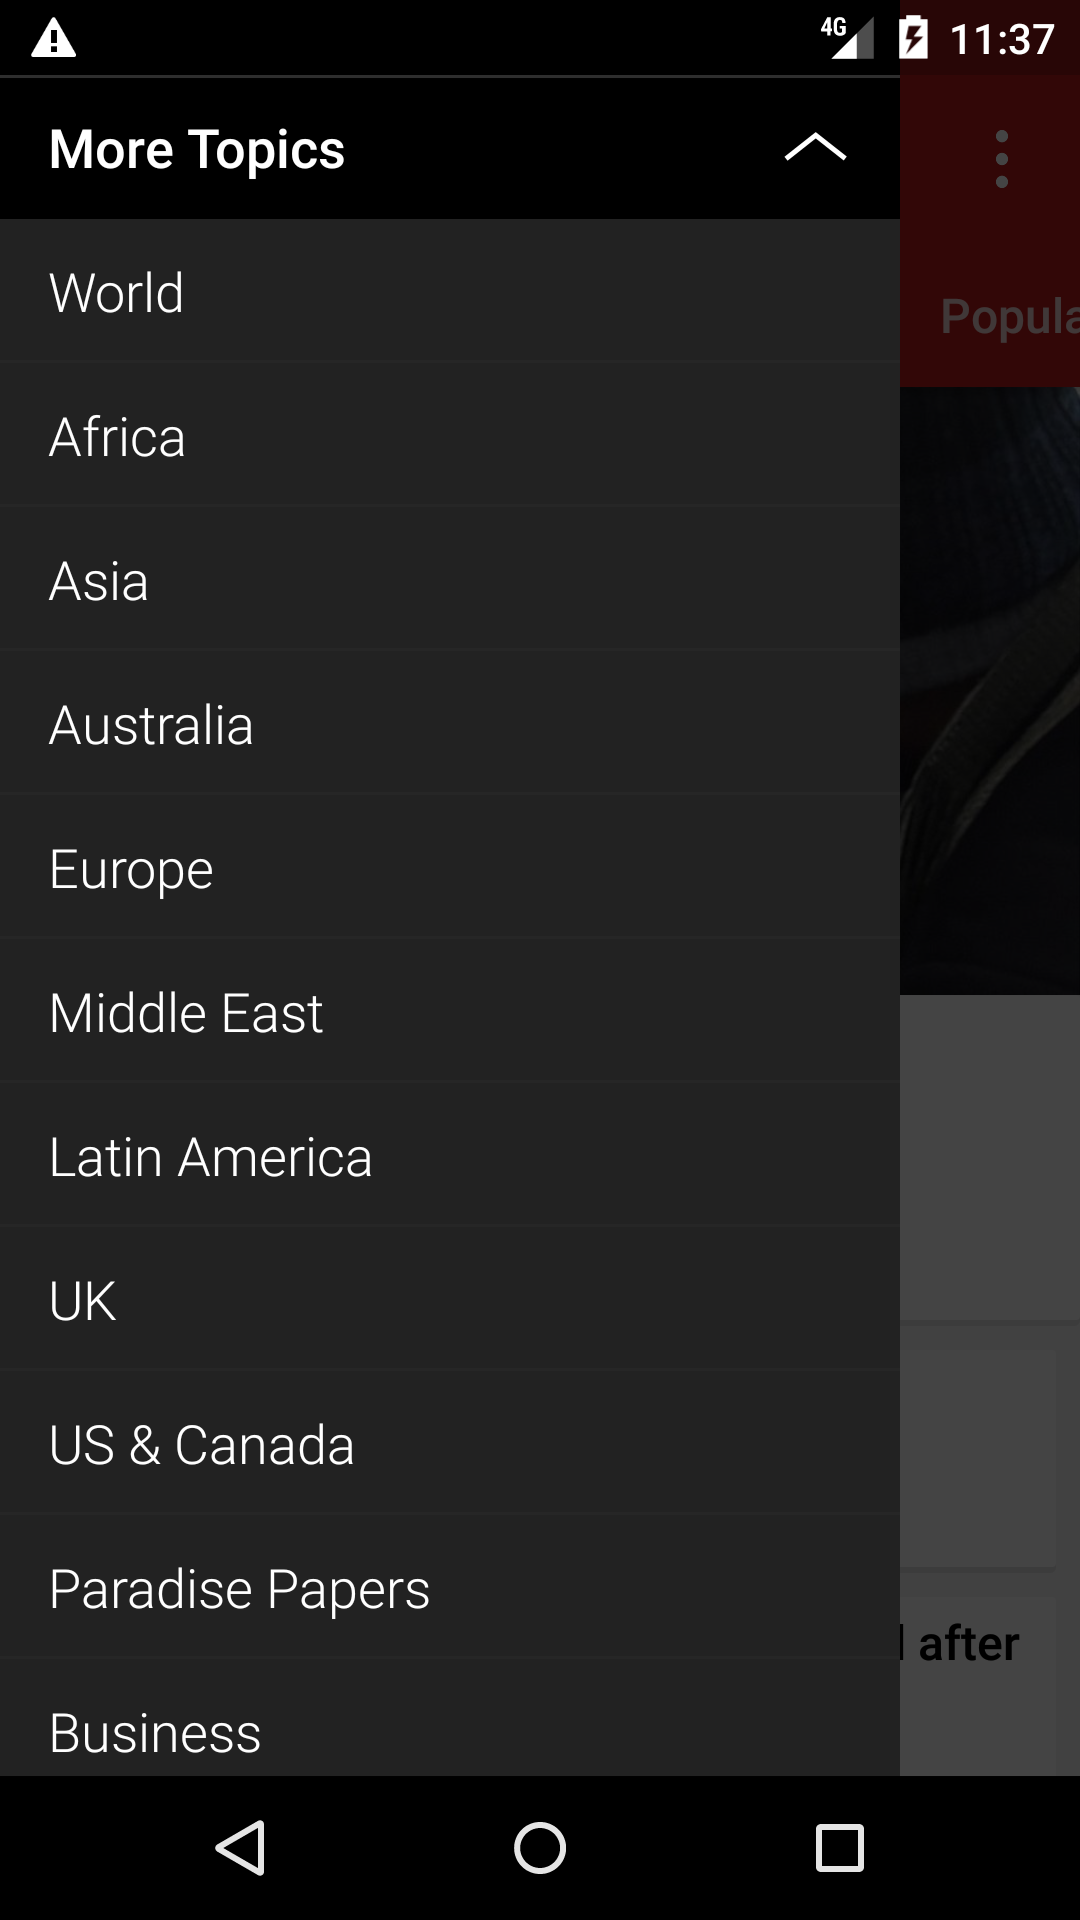 4G 11:37
More Topics
World
Popula
Africa
Asia
Australia
Europe
Middle East
Latin America
UK
US & Canada
Paradise Papers
after
Business